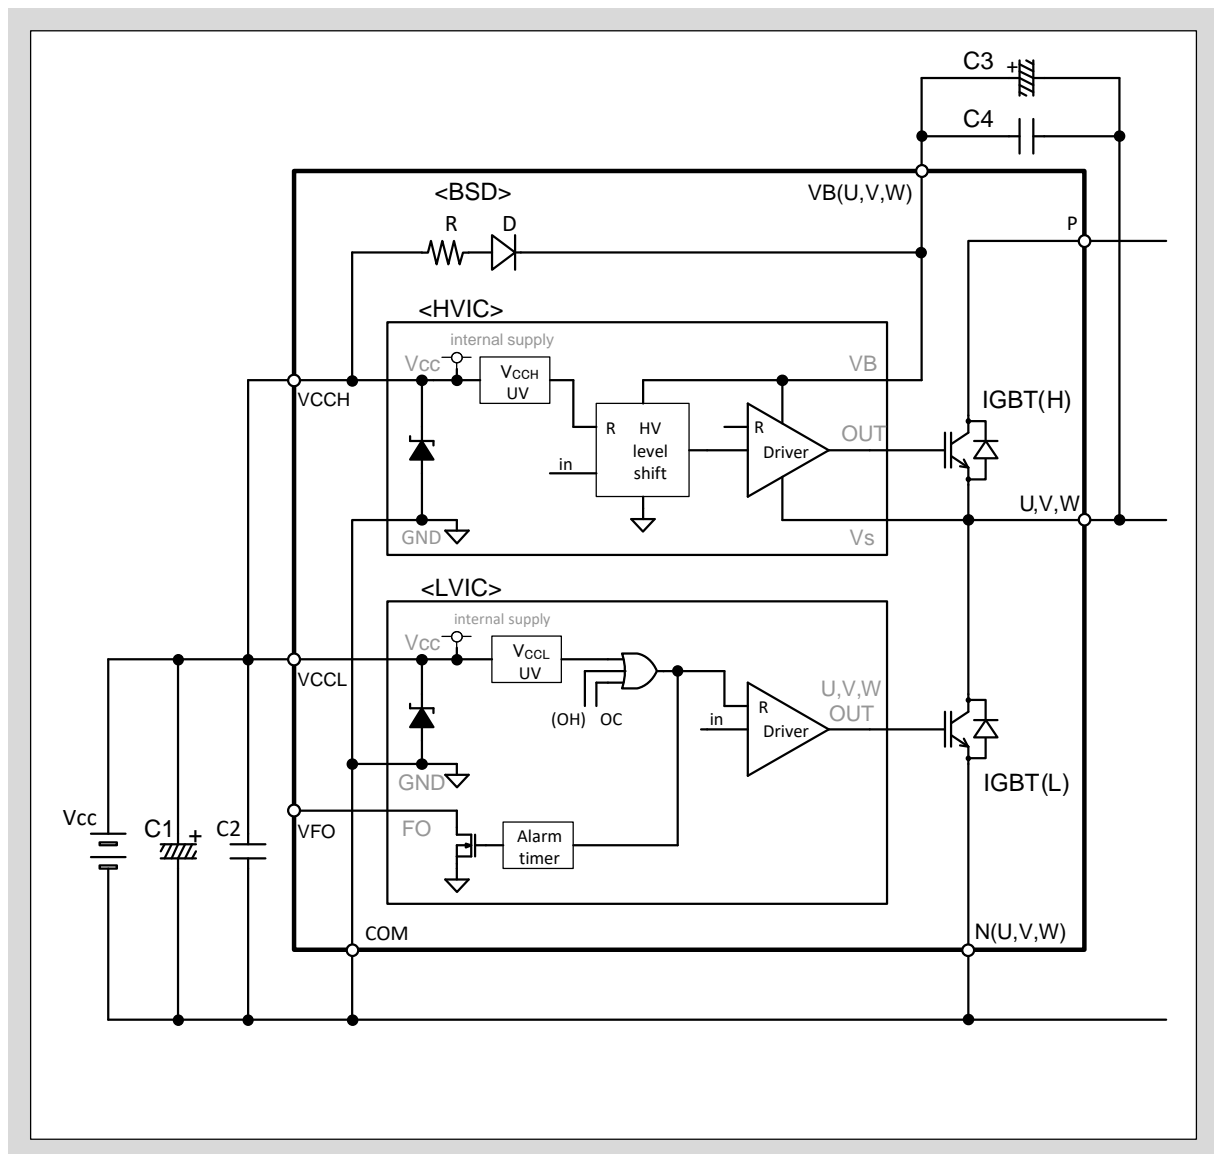 C3 +
C4
<BSD>
VB(U,V,W)
R
D
P
<HVIC>
internal supply
Vcc
VCCH
UV
VB
VCCH
IGBT(H)
R
HV
level
shift
R
Driver
OUT
in
U,V,W
GND
Vs
<LVIC>
internal supply
Vcc
VCCL
UV
VCCL
U,V,W
OUT
(OH)
OC
in
R
Driver
GND
IGBT(L)
Vcc
C1
+
C2
VFO
FO
Alarm
timer
COM
N(U,V,W)